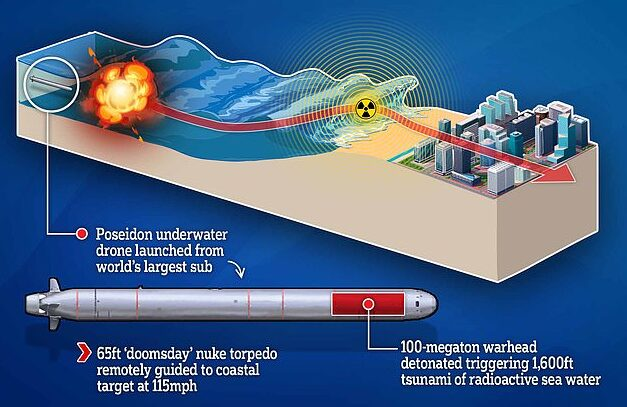 Poseidon underwater
drone launched from
world's largest sub
65ft 'doomsday' nuke torpedo
remotely guided to coastal
target at 115mph
100-megaton warhead
detonated triggering 1,600ft
tsunami of radioactive sea water